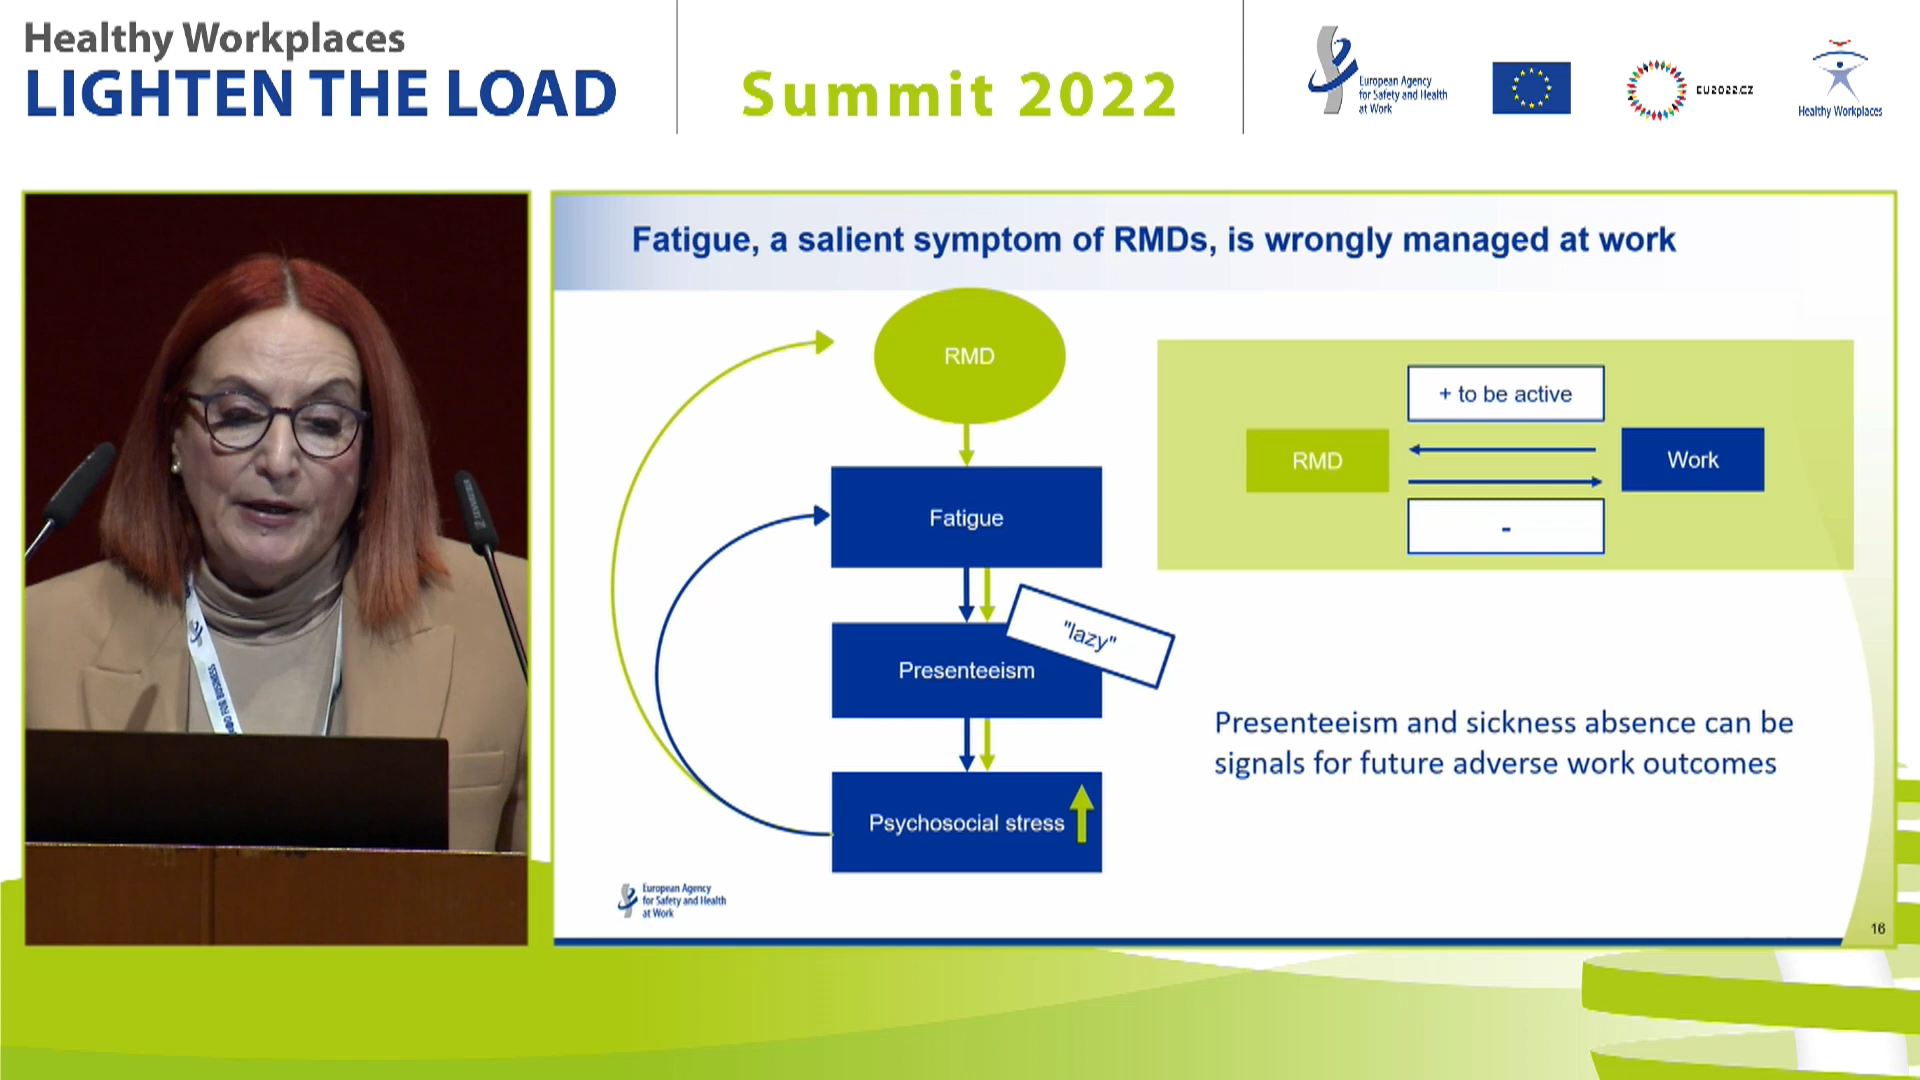 Healthy Workplaces
LIGHTEN THE LOAD
Summit 2022
European Agency
for Safety and Health
at Work
EU2022.CZ
Healthy Workplaces
Fatigue, a salient symptom of RMDs, is wrongly managed at work
RMD
Fatigue
"lazy"
Presenteeism
Psychosocial stress
+ to be active
RMD
Work
-
Presenteeism and sickness absence can be
signals for future adverse work outcomes
European Agency
for Safety and Health
at Work
16